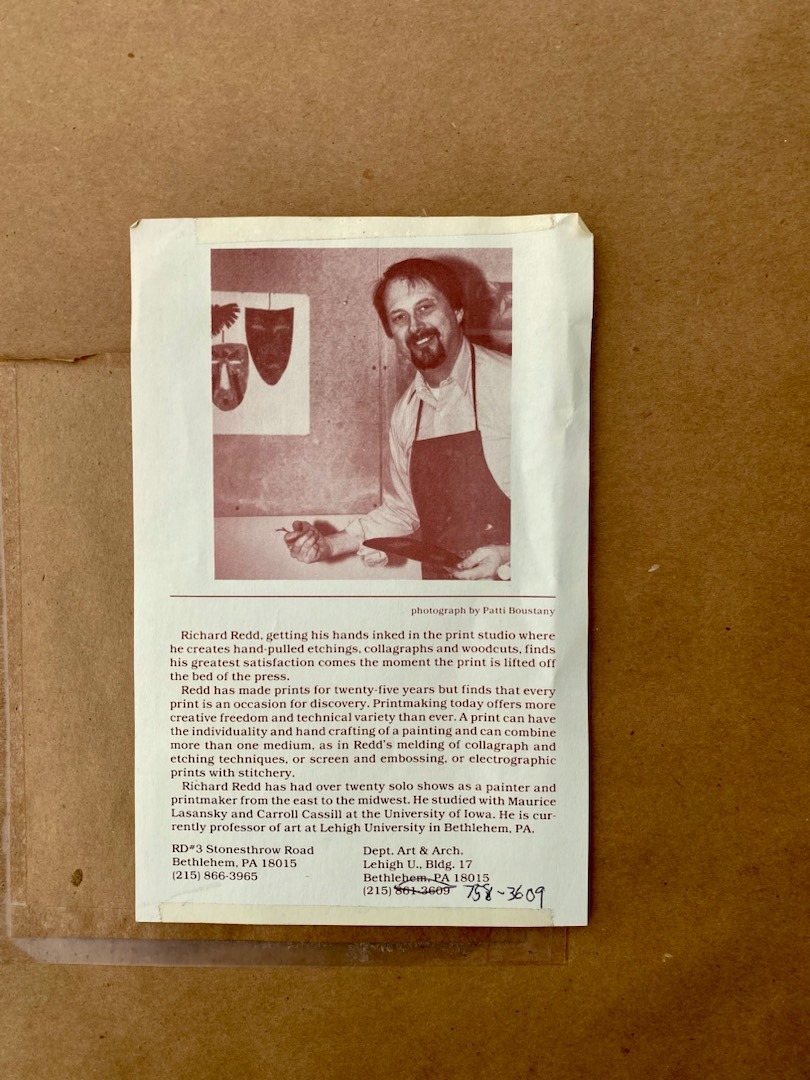 photograph by Patti Boustany
Richard Redd, getting his hands inked in the print studio where
he creates hand-pulled etchings, collagraphs and woodcuts, finds
his greatest satisfaction comes the moment the print is lifted off
the bed of the press.
Redd has made prints for twenty-five years but finds that every
print is an occasion for discovery. Printmaking today offers more
creative freedom and technical variety than ever. A print can have
the individuality and hand crafting of a painting and can combine
more than one medium, as in Redd's melding of collagraph and
etching techniques, or screen and embossing, or electrographic
prints with stitchery.
Richard Redd has had over twenty solo shows as a painter and
printmaker from the east to the midwest. He studied with Maurice
Lasansky and Carroll Cassill at the University of Iowa. He is cur-
rently professor of art at Lehigh University in Bethlehem, PA.
RD#3 Stonesthrow Road
Bethlehem, PA 18015
(215) 866-3965
Dept. Art & Arch.
Lehigh U., Bldg. 17
Bethlehem, PA 18015
(215) 861-3609 758-3609